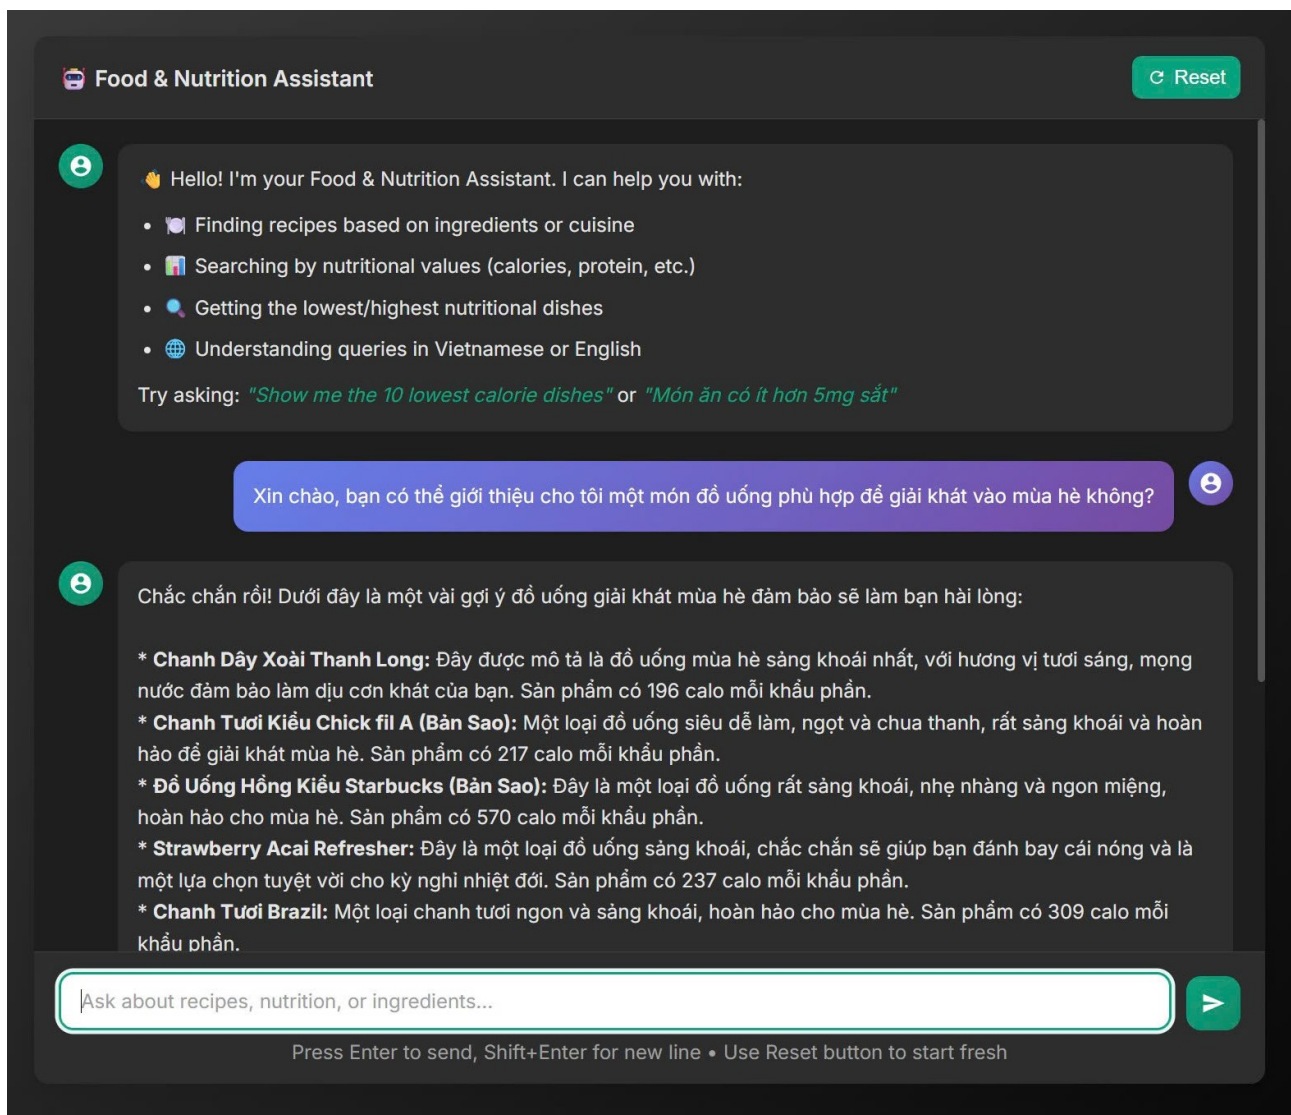 Food & Nutrition Assistant
Reset
👋 Hello! I'm your Food & Nutrition Assistant. I can help you with:
• 🍽️ Finding recipes based on ingredients or cuisine
• 📊 Searching by nutritional values (calories, protein, etc.)
• 🔍 Getting the lowest/highest nutritional dishes
• 🌐 Understanding queries in Vietnamese or English
Try asking: "Show me the 10 lowest calorie dishes" or "Món ăn có ít hơn 5mg sắt"
Xin chào, bạn có thể giới thiệu cho tôi một món đồ uống phù hợp để giải khát vào mùa hè không?
Chắc chắn rồi! Dưới đây là một vài gợi ý đồ uống giải khát mùa hè đảm bảo sẽ làm bạn hài lòng:
* Chanh Dây Xoài Thanh Long: Đây được mô tả là đồ uống mùa hè sảng khoái nhất, với hương vị tươi sáng, mọng
nước đảm bảo làm dịu cơn khát của bạn. Sản phẩm có 196 calo mỗi khẩu phần.
* Chanh Tươi Kiểu Chick fil A (Bản Sao): Một loại đồ uống siêu dễ làm, ngọt và chua thanh, rất sảng khoái và hoàn
hảo để giải khát mùa hè. Sản phẩm có 217 calo mỗi khẩu phần.
* Đồ Uống Hồng Kiểu Starbucks (Bản Sao): Đây là một loại đồ uống rất sảng khoái, nhẹ nhàng và ngon miệng,
hoàn hảo cho mùa hè. Sản phẩm có 570 calo mỗi khẩu phần.
* Strawberry Acai Refresher: Đây là một loại đồ uống sảng khoái, chắc chắn sẽ giúp bạn đánh bay cái nóng và là
một lựa chọn tuyệt vời cho kỳ nghỉ nhiệt đới. Sản phẩm có 237 calo mỗi khẩu phần.
* Chanh Tươi Brazil: Một loại chanh tươi ngon và sảng khoái, hoàn hảo cho mùa hè. Sản phẩm có 309 calo mỗi
khẩu phần.
Ask about recipes, nutrition, or ingredients...
Press Enter to send, Shift+Enter for new line • Use Reset button to start fresh